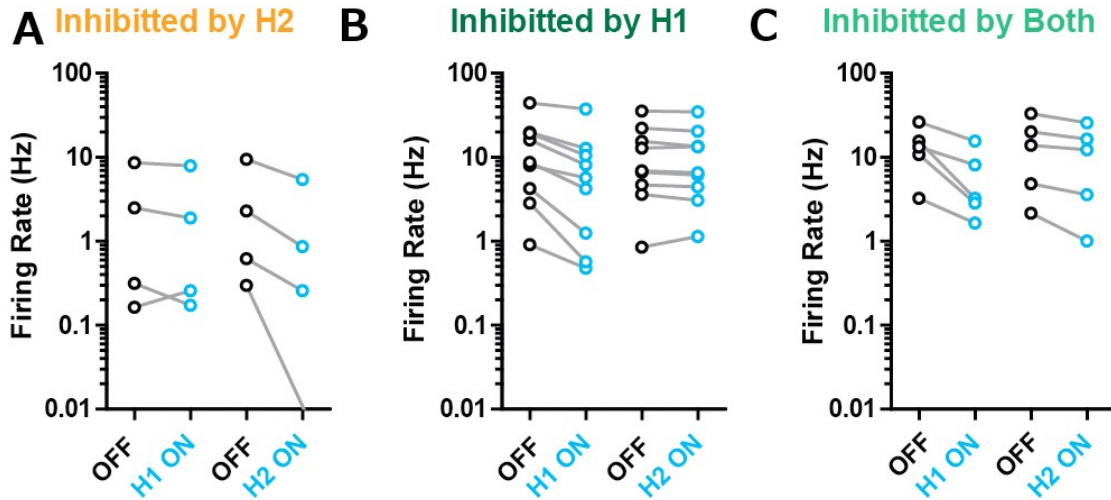 A Inhibitted by H2
Firing Rate (Hz)
100
10
1
0.1
0.01
OFF
H1 ON
OFF
H2 ON
B Inhibitted by H1
Firing Rate (Hz)
100
10
1
0.1
0.01
OFF
H1 ON
OFF
H2 ON
C Inhibitted by Both
Firing Rate (Hz)
100
10
1
0.1
0.01
OFF
H1 ON
OFF
H2 ON